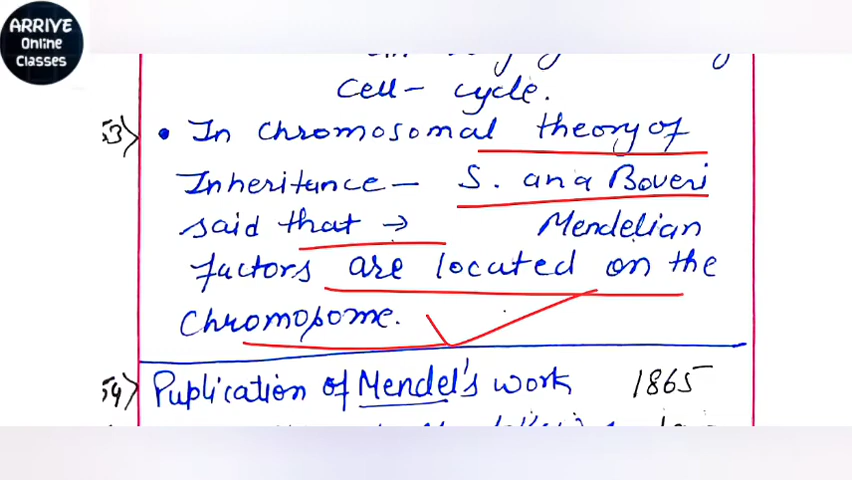 ARRIVE
Online
Classes
Cell - cycle.
53) • In chromosomal theory of
Inheritance - S. ana Boveri
said that → Mendelian
factors are located on the
Chromopome.
54) Puplication of Mendel's work 1865